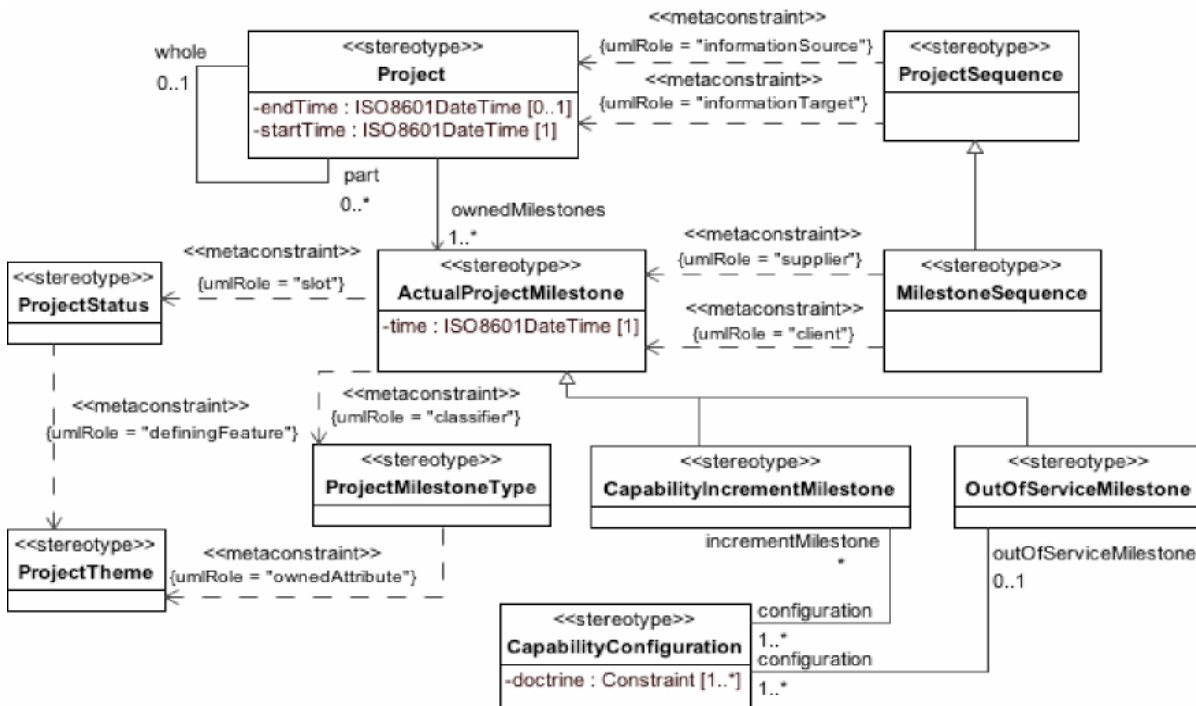 <<metaconstraint>>
whole
<<stereotype>>
{umlRole = "informationSource"}
<<stereotype>>
0..1
Project
<<metaconstraint>>
ProjectSequence
-endTime : ISO8601DateTime [0..1]
{umlRole = "informationTarget"}
-startTime : ISO8601DateTime [1]
part
0..*
ownedMilestones
1..*
<<metaconstraint>>
<<metaconstraint>>
<<stereotype>>
{umlRole = "slot"}
<<stereotype>>
{umlRole = "supplier"}
<<stereotype>>
ProjectStatus
ActualProjectMilestone
<<metaconstraint>>
MilestoneSequence
-time : ISO8601DateTime [1]
{umlRole = "client"}
<<metaconstraint>>
<<metaconstraint>>
{umlRole = "definingFeature"}
{umlRole = "classifier"}
<<stereotype>>
<<stereotype>>
<<stereotype>>
ProjectMilestoneType
CapabilityIncrementMilestone
OutOfServiceMilestone
<<stereotype>>
<<metaconstraint>>
incrementMilestone
outOfServiceMilestone
ProjectTheme
{umlRole = "ownedAttribute"}
*
0..1
<<stereotype>>
configuration
CapabilityConfiguration
1..*
configuration
-doctrine : Constraint [1..*]
1..*